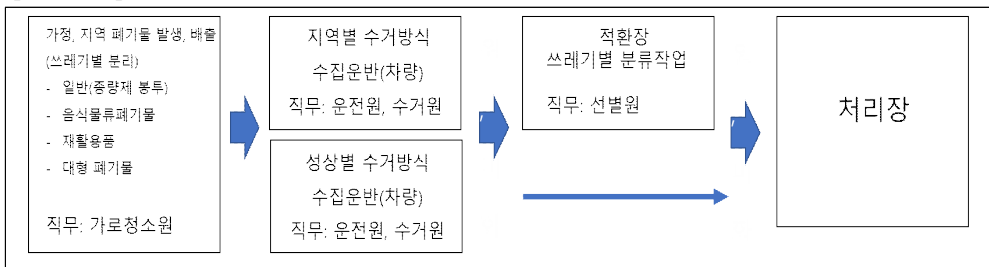 가정, 지역 폐기물 발생, 배출
(쓰레기별 분리)
- 일반(종량제 봉투)
- 음식물류폐기물
- 재활용품
- 대형 폐기물
직무: 가로청소원
지역별 수거방식
수집운반(차량)
직무: 운전원, 수거원
성상별 수거방식
수집운반(차량)
직무: 운전원, 수거원
적환장
쓰레기별 분류작업
직무: 선별원
처리장